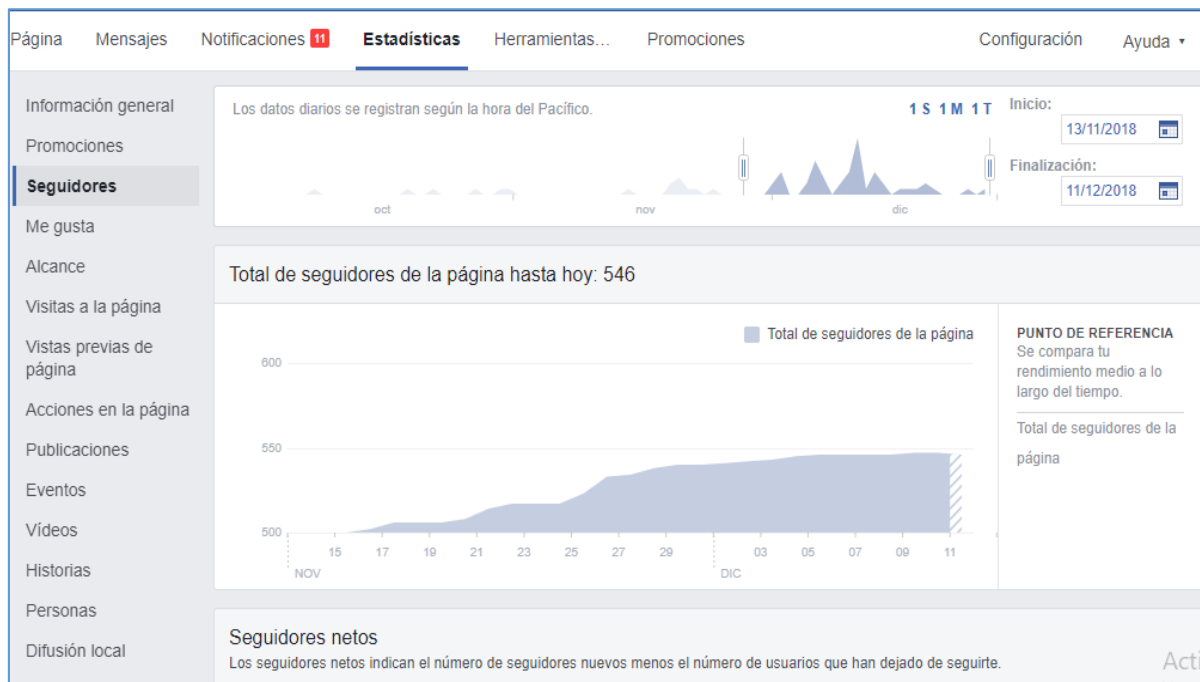 Página Mensajes Notificaciones 11 Estadísticas Herramientas... Promociones Configuración Ayuda
Información general
Promociones
Seguidores
Me gusta
Alcance
Visitas a la página
Vistas previas de
página
Acciones en la página
Publicaciones
Eventos
Vídeos
Historias
Personas
Difusión local
Los datos diarios se registran según la hora del Pacífico.
1 S 1 M 1 T
Inicio:
13/11/2018
Finalización:
11/12/2018
oct nov dic
Total de seguidores de la página hasta hoy: 546
Total de seguidores de la página
600
550
500
15 17 19 21 23 25 27 29 03 05 07 09 11
NOV DIC
PUNTO DE REFERENCIA
Se compara tu
rendimiento medio a lo
largo del tiempo.
Total de seguidores de la
página
Seguidores netos
Los seguidores netos indican el número de seguidores nuevos menos el número de usuarios que han dejado de seguirte.
Acti